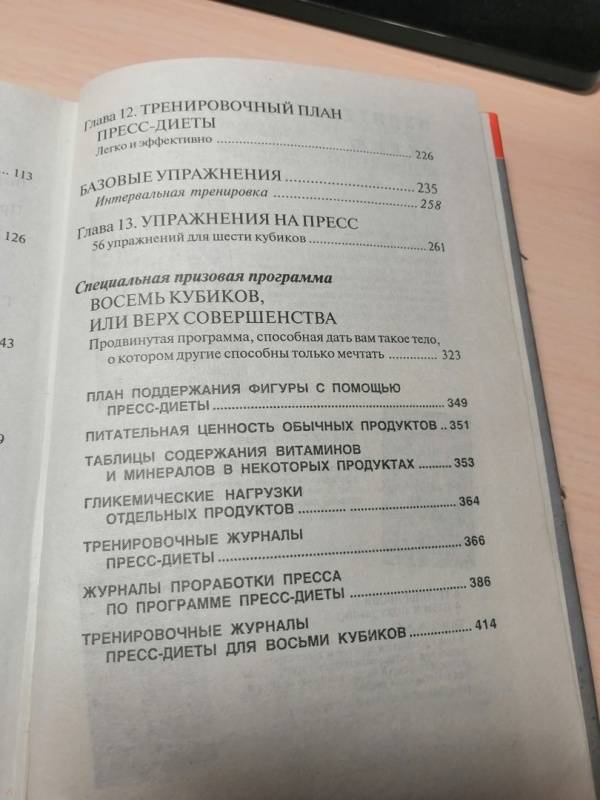 Глава 12. ТРЕНИРОВОЧНЫЙ ПЛАН
ПРЕСС-ДИЕТЫ
Легко и эффективно ........ 226
БАЗОВЫЕ УПРАЖНЕНИЯ ........ 235
Интервальная тренировка ........ 258
Глава 13. УПРАЖНЕНИЯ НА ПРЕСС
56 упражнений для шести кубиков ........ 261
Специальная призовая программа
ВОСЕМЬ КУБИКОВ,
ИЛИ ВЕРХ СОВЕРШЕНСТВА
Продвинутая программа, способная дать вам такое тело,
о котором другие способны только мечтать ........ 323
ПЛАН ПОДДЕРЖАНИЯ ФИГУРЫ С ПОМОЩЬЮ
ПРЕСС-ДИЕТЫ ........ 349
ПИТАТЕЛЬНАЯ ЦЕННОСТЬ ОБЫЧНЫХ ПРОДУКТОВ .. 351
ТАБЛИЦЫ СОДЕРЖАНИЯ ВИТАМИНОВ
И МИНЕРАЛОВ В НЕКОТОРЫХ ПРОДУКТАХ ........ 353
ГЛИКЕМИЧЕСКИЕ НАГРУЗКИ
ОТДЕЛЬНЫХ ПРОДУКТОВ ........ 364
ТРЕНИРОВОЧНЫЕ ЖУРНАЛЫ
ПРЕСС-ДИЕТЫ ........ 366
ЖУРНАЛЫ ПРОРАБОТКИ ПРЕССА
ПО ПРОГРАММЕ ПРЕСС-ДИЕТЫ ........ 386
ТРЕНИРОВОЧНЫЕ ЖУРНАЛЫ
ПРЕСС-ДИЕТЫ ДЛЯ ВОСЬМИ КУБИКОВ ........ 414
... 113
126
43
9